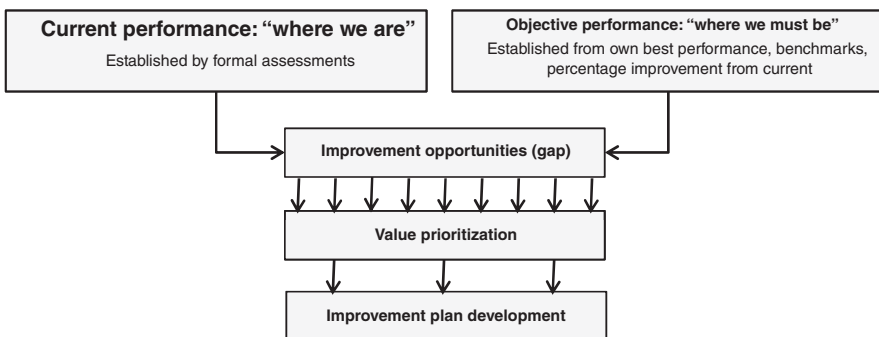 Current performance: “where we are”
Established by formal assessments
Objective performance: “where we must be”
Established from own best performance, benchmarks,
percentage improvement from current
Improvement opportunities (gap)
Value prioritization
Improvement plan development